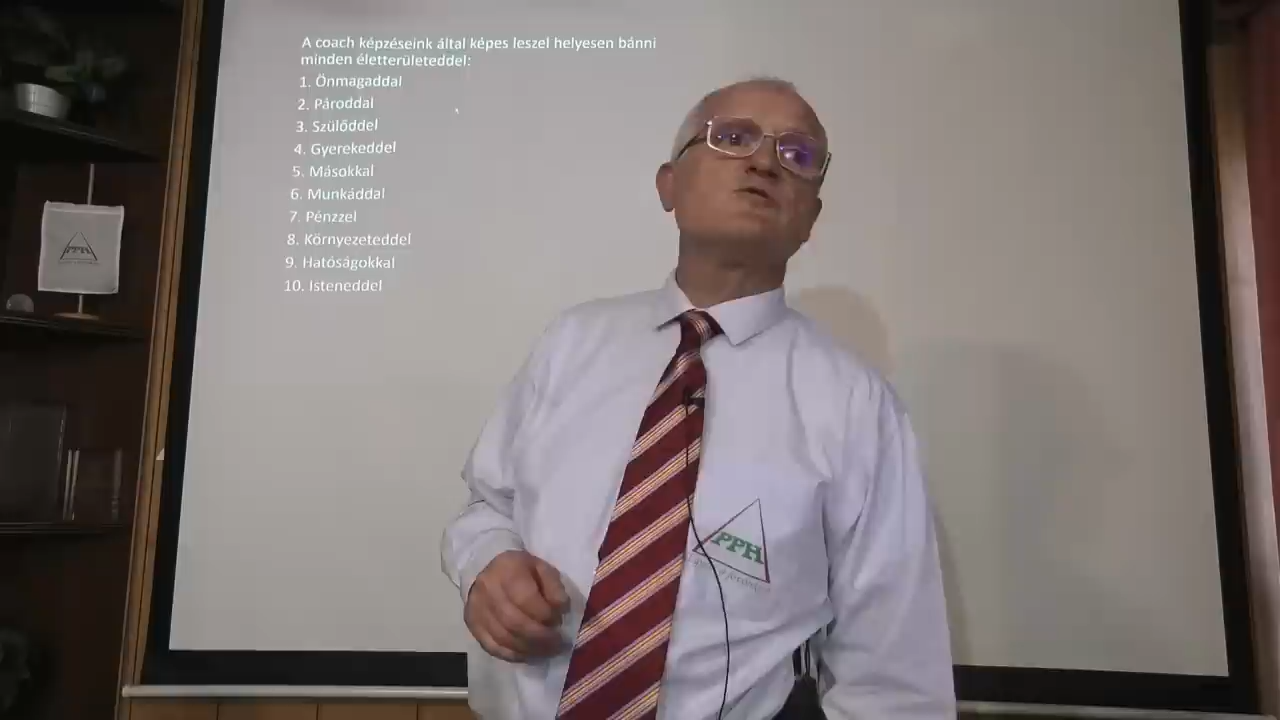 A coach képzéseink által képes leszel helyesen bánni
minden életterületeddel:
1. Önmagaddal
2. Pároddal
3. Szülőddel
4. Gyerekeddel
5. Másokkal
6. Munkáddal
7. Pénzzel
8. Környezeteddel
9. Hatóságokkal
10. Isteneddel
PPH
PPH